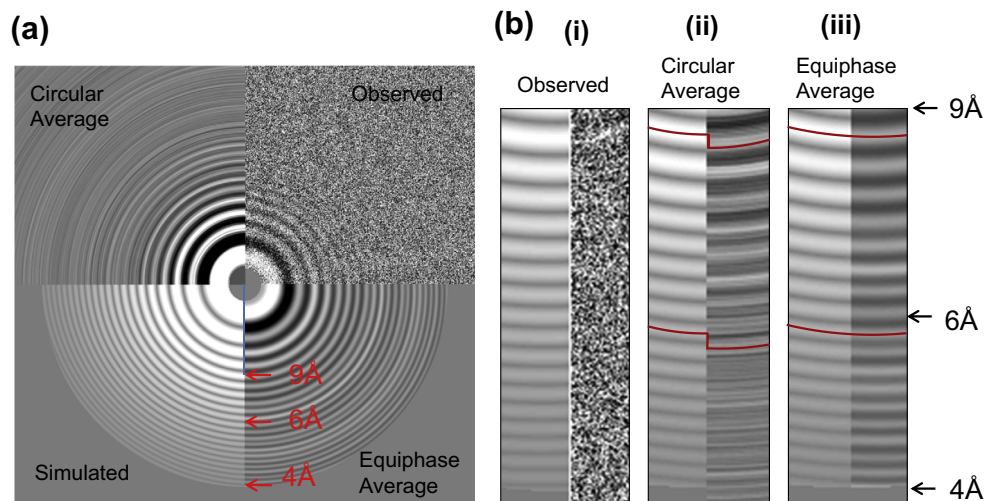 (a)
Circular
Average
Observed
9Å
6Å
4Å
Simulated
Equiphase
Average
(b)
(i)
(ii)
(iii)
Observed
Circular
Average
Equiphase
Average
9Å
6Å
4Å